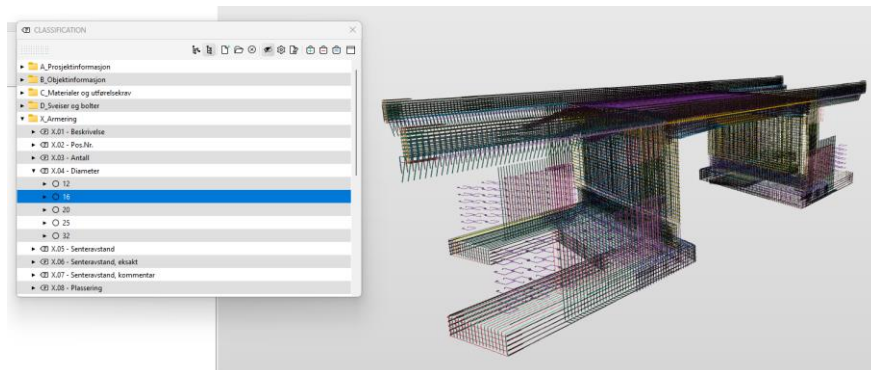 CLASSIFICATION
A_Prosjektinformasjon
B_Objektinformasjon
C_Materialer og utførelseskrav
D_Sveiser og bolter
X_Armering
X.01 - Beskrivelse
X.02 - Pos.Nr.
X.03 - Antall
X.04 - Diameter
12
16
20
25
32
X.05 - Senteravstand
X.06 - Senteravstand, eksakt
X.07 - Senteravstand, kommentar
X.08 - Plassering